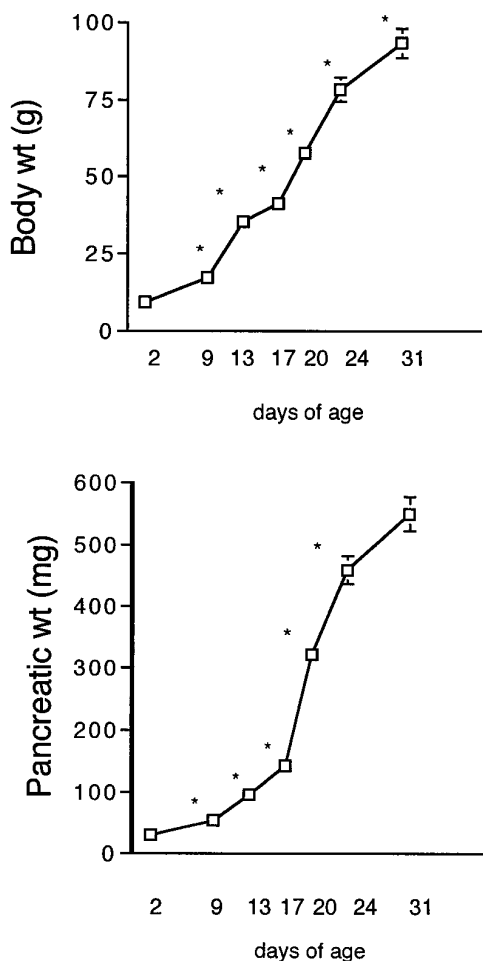 Body wt (g)
100
75
50
25
0
* * * * * *
2 9 13 17 20 24 31
days of age
Pancreatic wt (mg)
600
500
400
300
200
100
0
* * * * *
2 9 13 17 20 24 31
days of age